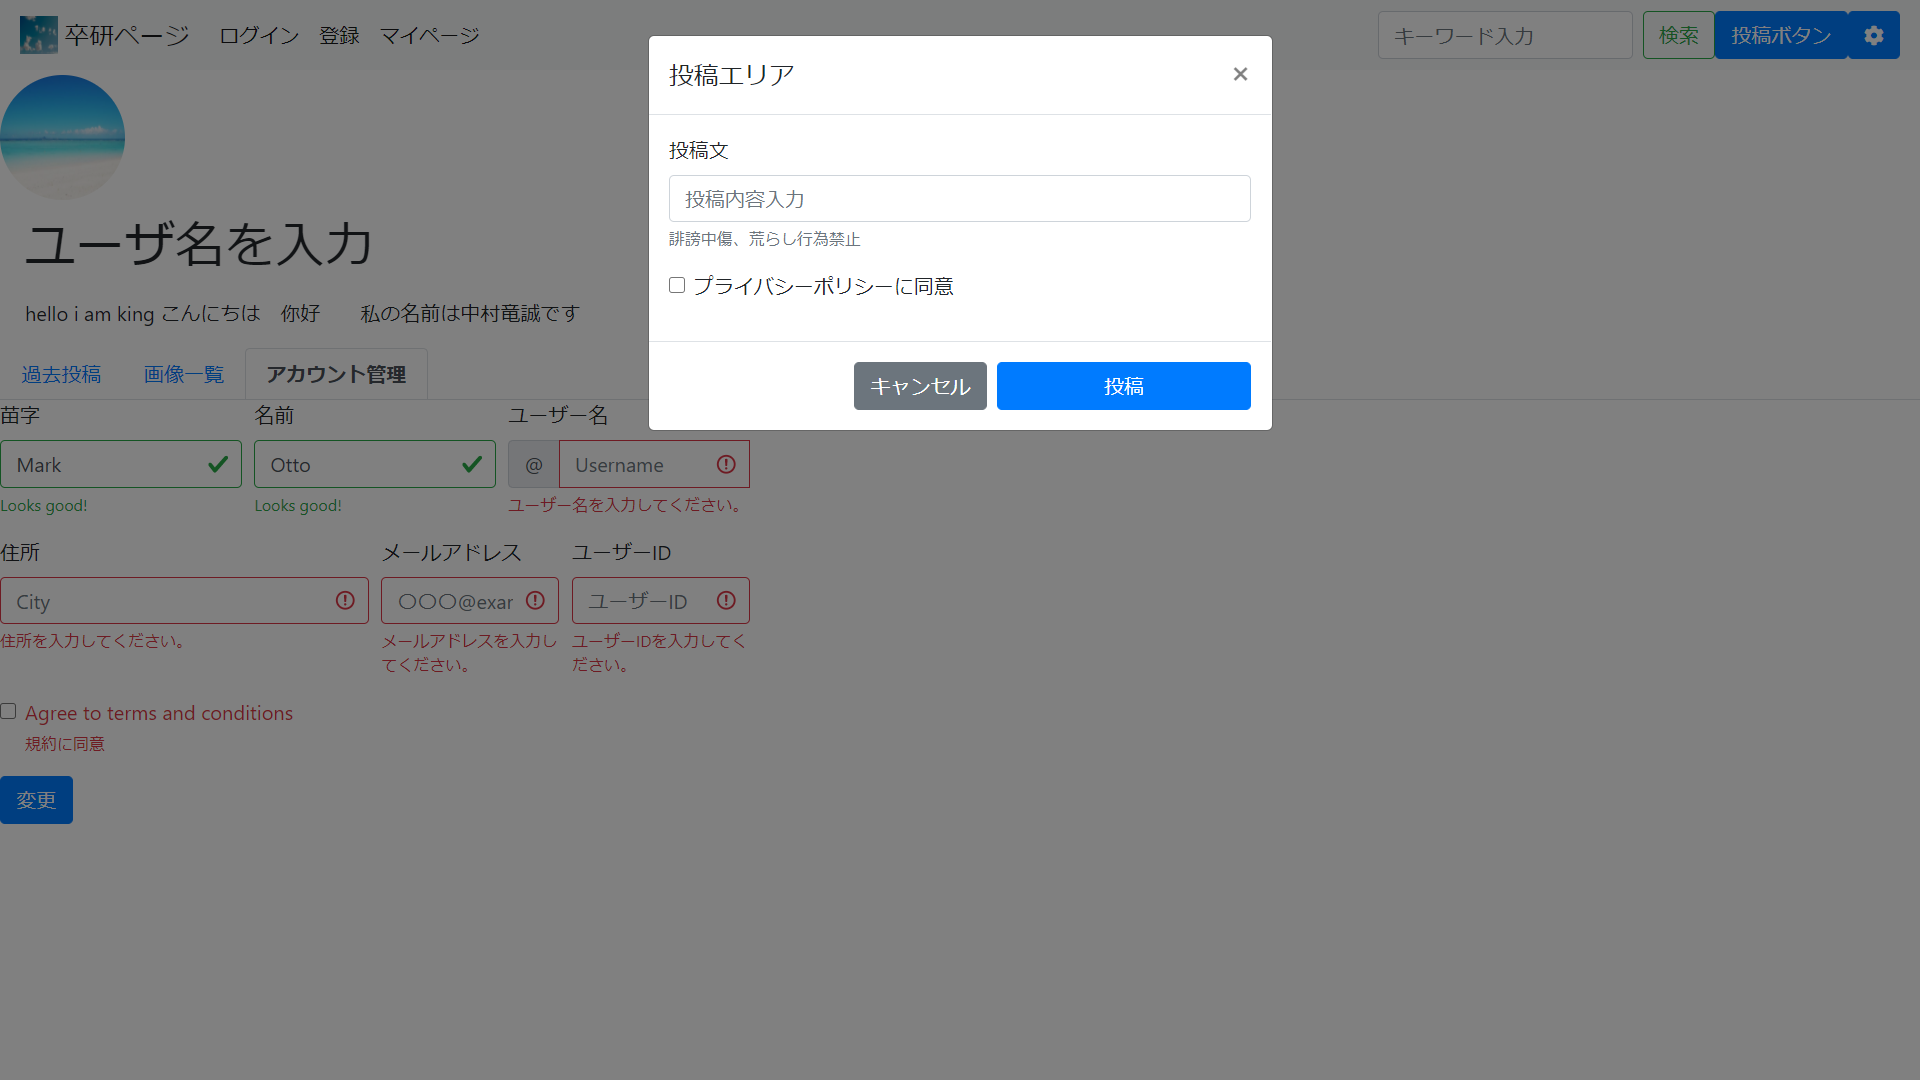 卒研ページ ログイン 登録 マイページ キーワード入力 検索 投稿ボタン
投稿エリア ×
投稿文
投稿内容入力
誹謗中傷、荒らし行為禁止
プライバシーポリシーに同意
キャンセル 投稿
ユーザ名を入力
hello i am king こんにちは 你好 私の名前は中村竜誠です
過去投稿 画像一覧 アカウント管理
苗字 名前 ユーザー名
Mark Otto @ Username
Looks good! Looks good! ユーザー名を入力してください。
住所 メールアドレス ユーザーID
City 〇〇〇@exar ユーザーID
住所を入力してください。 メールアドレスを入力し ユーザーIDを入力してく
てください。 ださい。
Agree to terms and conditions
規約に同意
変更